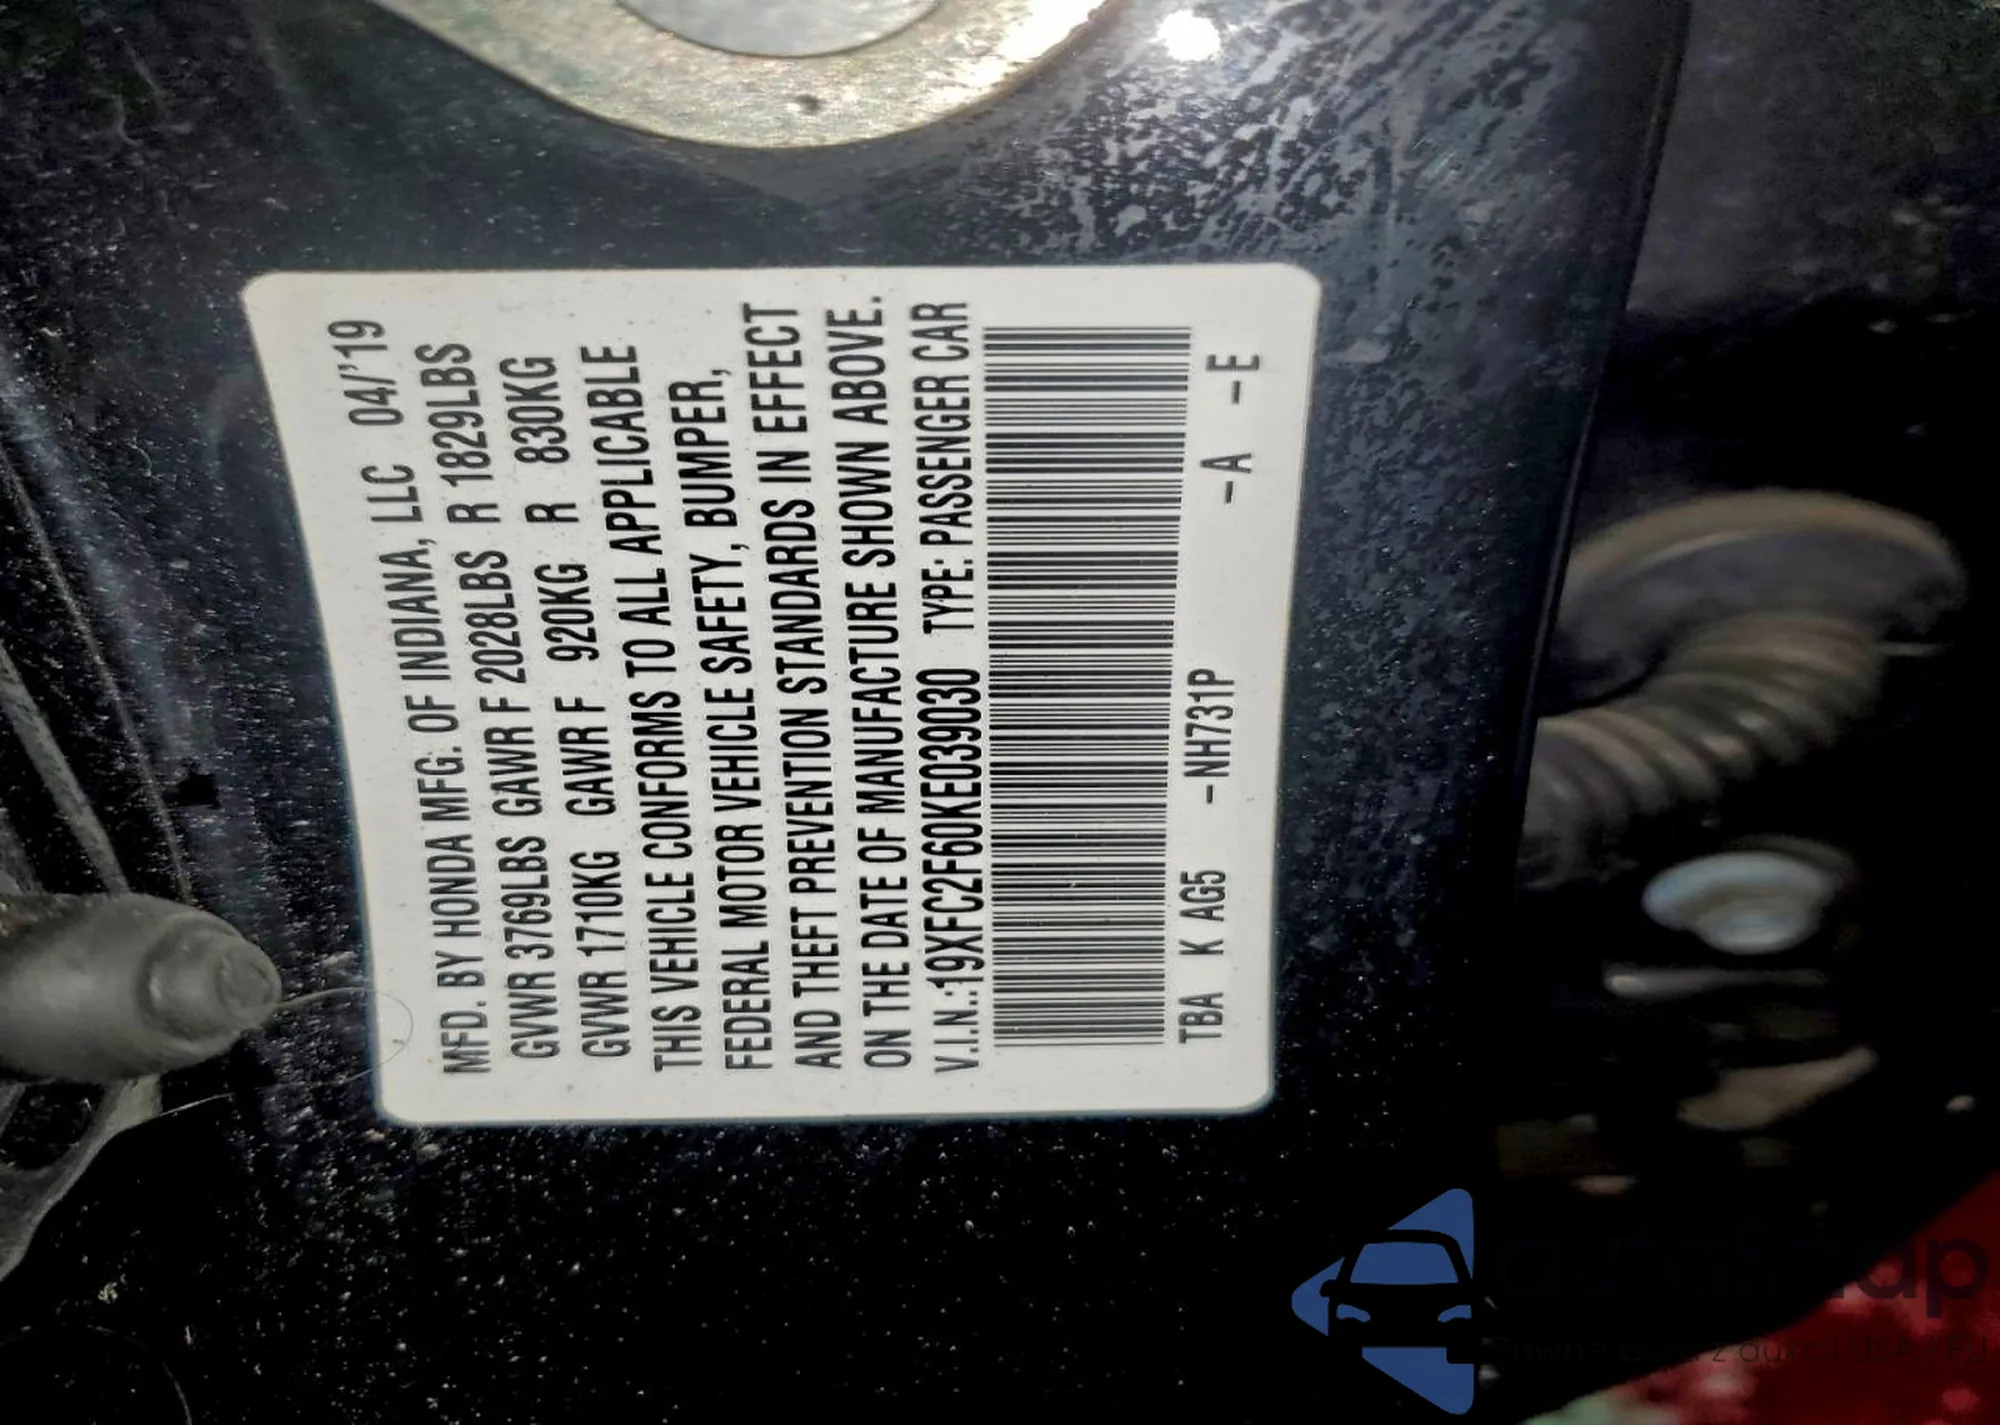 MFD. BY HONDA MFG. OF INDIANA, LLC 04/'19
GVWR 3769LBS GAWR F 2028LBS R 1829LBS
GVWR 1710KG GAWR F 920KG R 830KG
THIS VEHICLE CONFORMS TO ALL APPLICABLE
FEDERAL MOTOR VEHICLE SAFETY, BUMPER,
AND THEFT PREVENTION STANDARDS IN EFFECT
ON THE DATE OF MANUFACTURE SHOWN ABOVE.
V.I.N.:19XFC2F60KE039030 TYPE: PASSENGER CAR
TBA K AG5 -NH731P -A -E
autoSnap